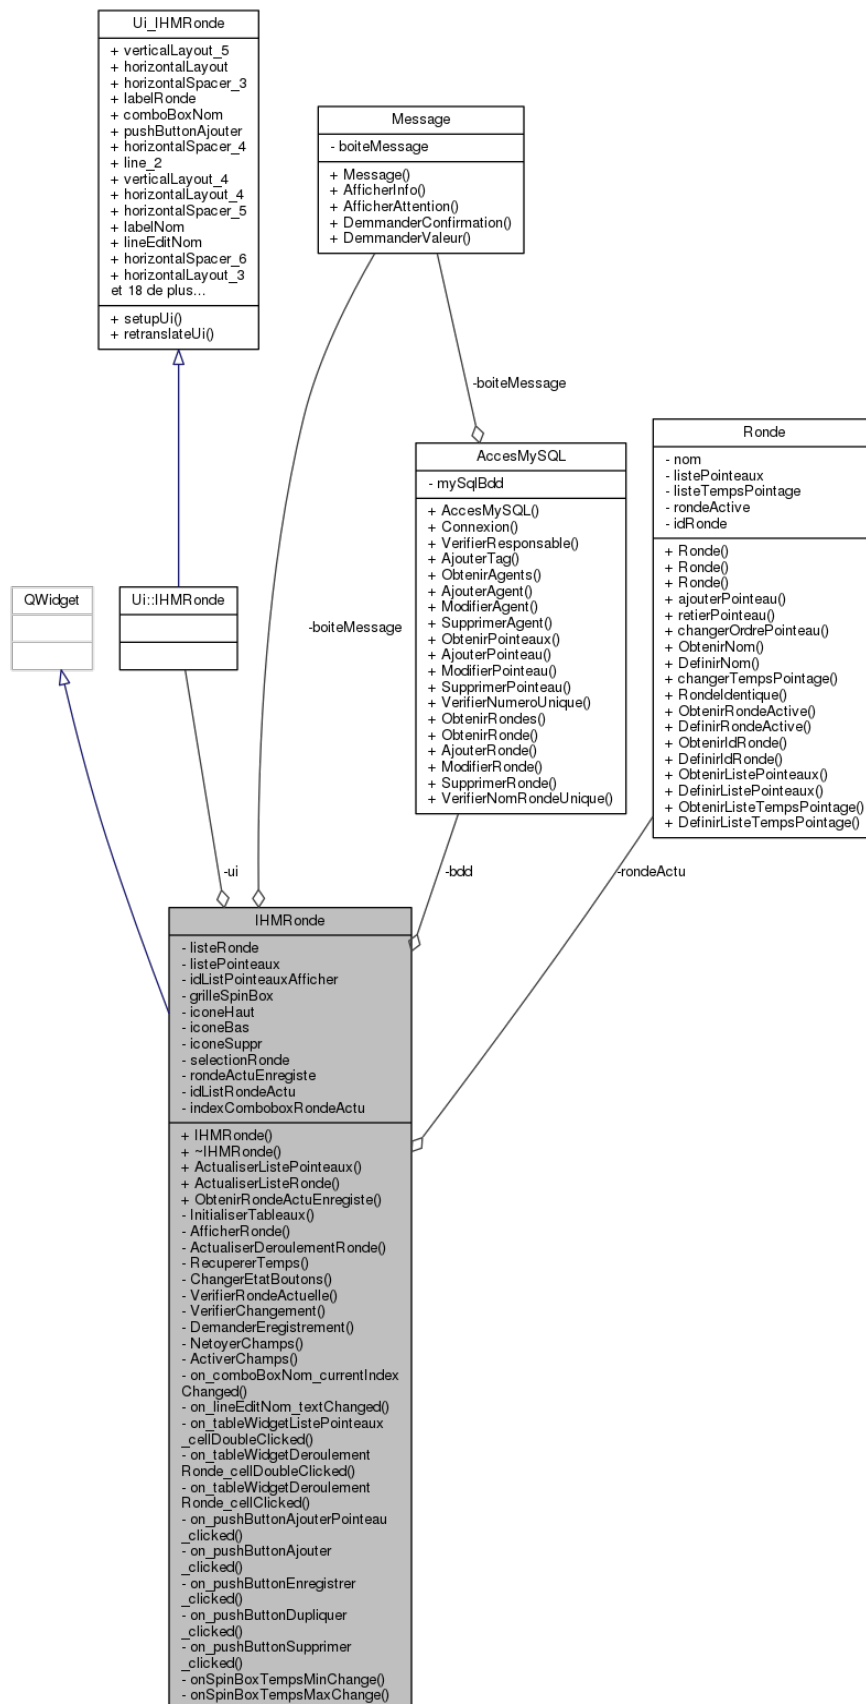 Ui_IHMRonde
+ verticalLayout_5
+ horizontalLayout
+ horizontalSpacer_3
+ labelRonde
+ comboBoxNom
+ pushButtonAjouter
+ horizontalSpacer_4
+ line_2
+ verticalLayout_4
+ horizontalLayout_4
+ horizontalSpacer_5
+ labelNom
+ lineEditNom
+ horizontalSpacer_6
+ horizontalLayout_3
et 18 de plus...
+ setupUi()
+ retranslateUi()
Message
- boiteMessage
+ Message()
+ AfficherInfo()
+ AfficherAttention()
+ DemmanderConfirmation()
+ DemmanderValeur()
-boiteMessage
AccesMySQL
- mySqlBdd
+ AccesMySQL()
+ Connexion()
+ VerifierResponsable()
+ AjouterTag()
+ ObtenirAgents()
+ AjouterAgent()
+ ModifierAgent()
+ SupprimerAgent()
+ ObtenirPointeaux()
+ AjouterPointeau()
+ ModifierPointeau()
+ SupprimerPointeau()
+ VerifierNumeroUnique()
+ ObtenirRondes()
+ ObtenirRonde()
+ AjouterRonde()
+ ModifierRonde()
+ SupprimerRonde()
+ VerifierNomRondeUnique()
Ronde
- nom
- listePointeaux
- listeTempsPointage
- rondeActive
- idRonde
+ Ronde()
+ Ronde()
+ Ronde()
+ ajouterPointeau()
+ retierPointeau()
+ changerOrdrePointeau()
+ ObtenirNom()
+ DefinirNom()
+ changerTempsPointage()
+ RondeIdentique()
+ ObtenirRondeActive()
+ DefinirRondeActive()
+ ObtenirIdRonde()
+ DefinirIdRonde()
+ ObtenirListePointeaux()
+ DefinirListePointeaux()
+ ObtenirListeTempsPointage()
+ DefinirListeTempsPointage()
QWidget
Ui::IHMRonde
-boiteMessage
-ui
-bdd
-rondeActu
IHMRonde
- listeRonde
- listePointeaux
- idListPointeauxAfficher
- grilleSpinBox
- iconeHaut
- iconeBas
- iconeSuppr
- selectionRonde
- rondeActuEnregiste
- idListRondeActu
- indexComboboxRondeActu
+ IHMRonde()
+ ~IHMRonde()
+ ActualiserListePointeaux()
+ ActualiserListeRonde()
+ ObtenirRondeActuEnregiste()
- InitialiserTableaux()
- AfficherRonde()
- ActualiserDeroulementRonde()
- RecupererTemps()
- ChangerEtatBoutons()
- VerifierRondeActuelle()
- VerifierChangement()
- DemanderEregistrement()
- NetoyerChamps()
- ActiverChamps()
- on_comboBoxNom_currentIndex
Changed()
- on_lineEditNom_textChanged()
- on_tableWidgetListePointeaux
_cellDoubleClicked()
- on_tableWidgetDeroulement
Ronde_cellDoubleClicked()
- on_tableWidgetDeroulement
Ronde_cellClicked()
- on_pushButtonAjouterPointeau
_clicked()
- on_pushButtonAjouter
_clicked()
- on_pushButtonEnregistrer
_clicked()
- on_pushButtonDupliquer
_clicked()
- on_pushButtonSupprimer
_clicked()
- onSpinBoxTempsMinChange()
- onSpinBoxTempsMaxChange()